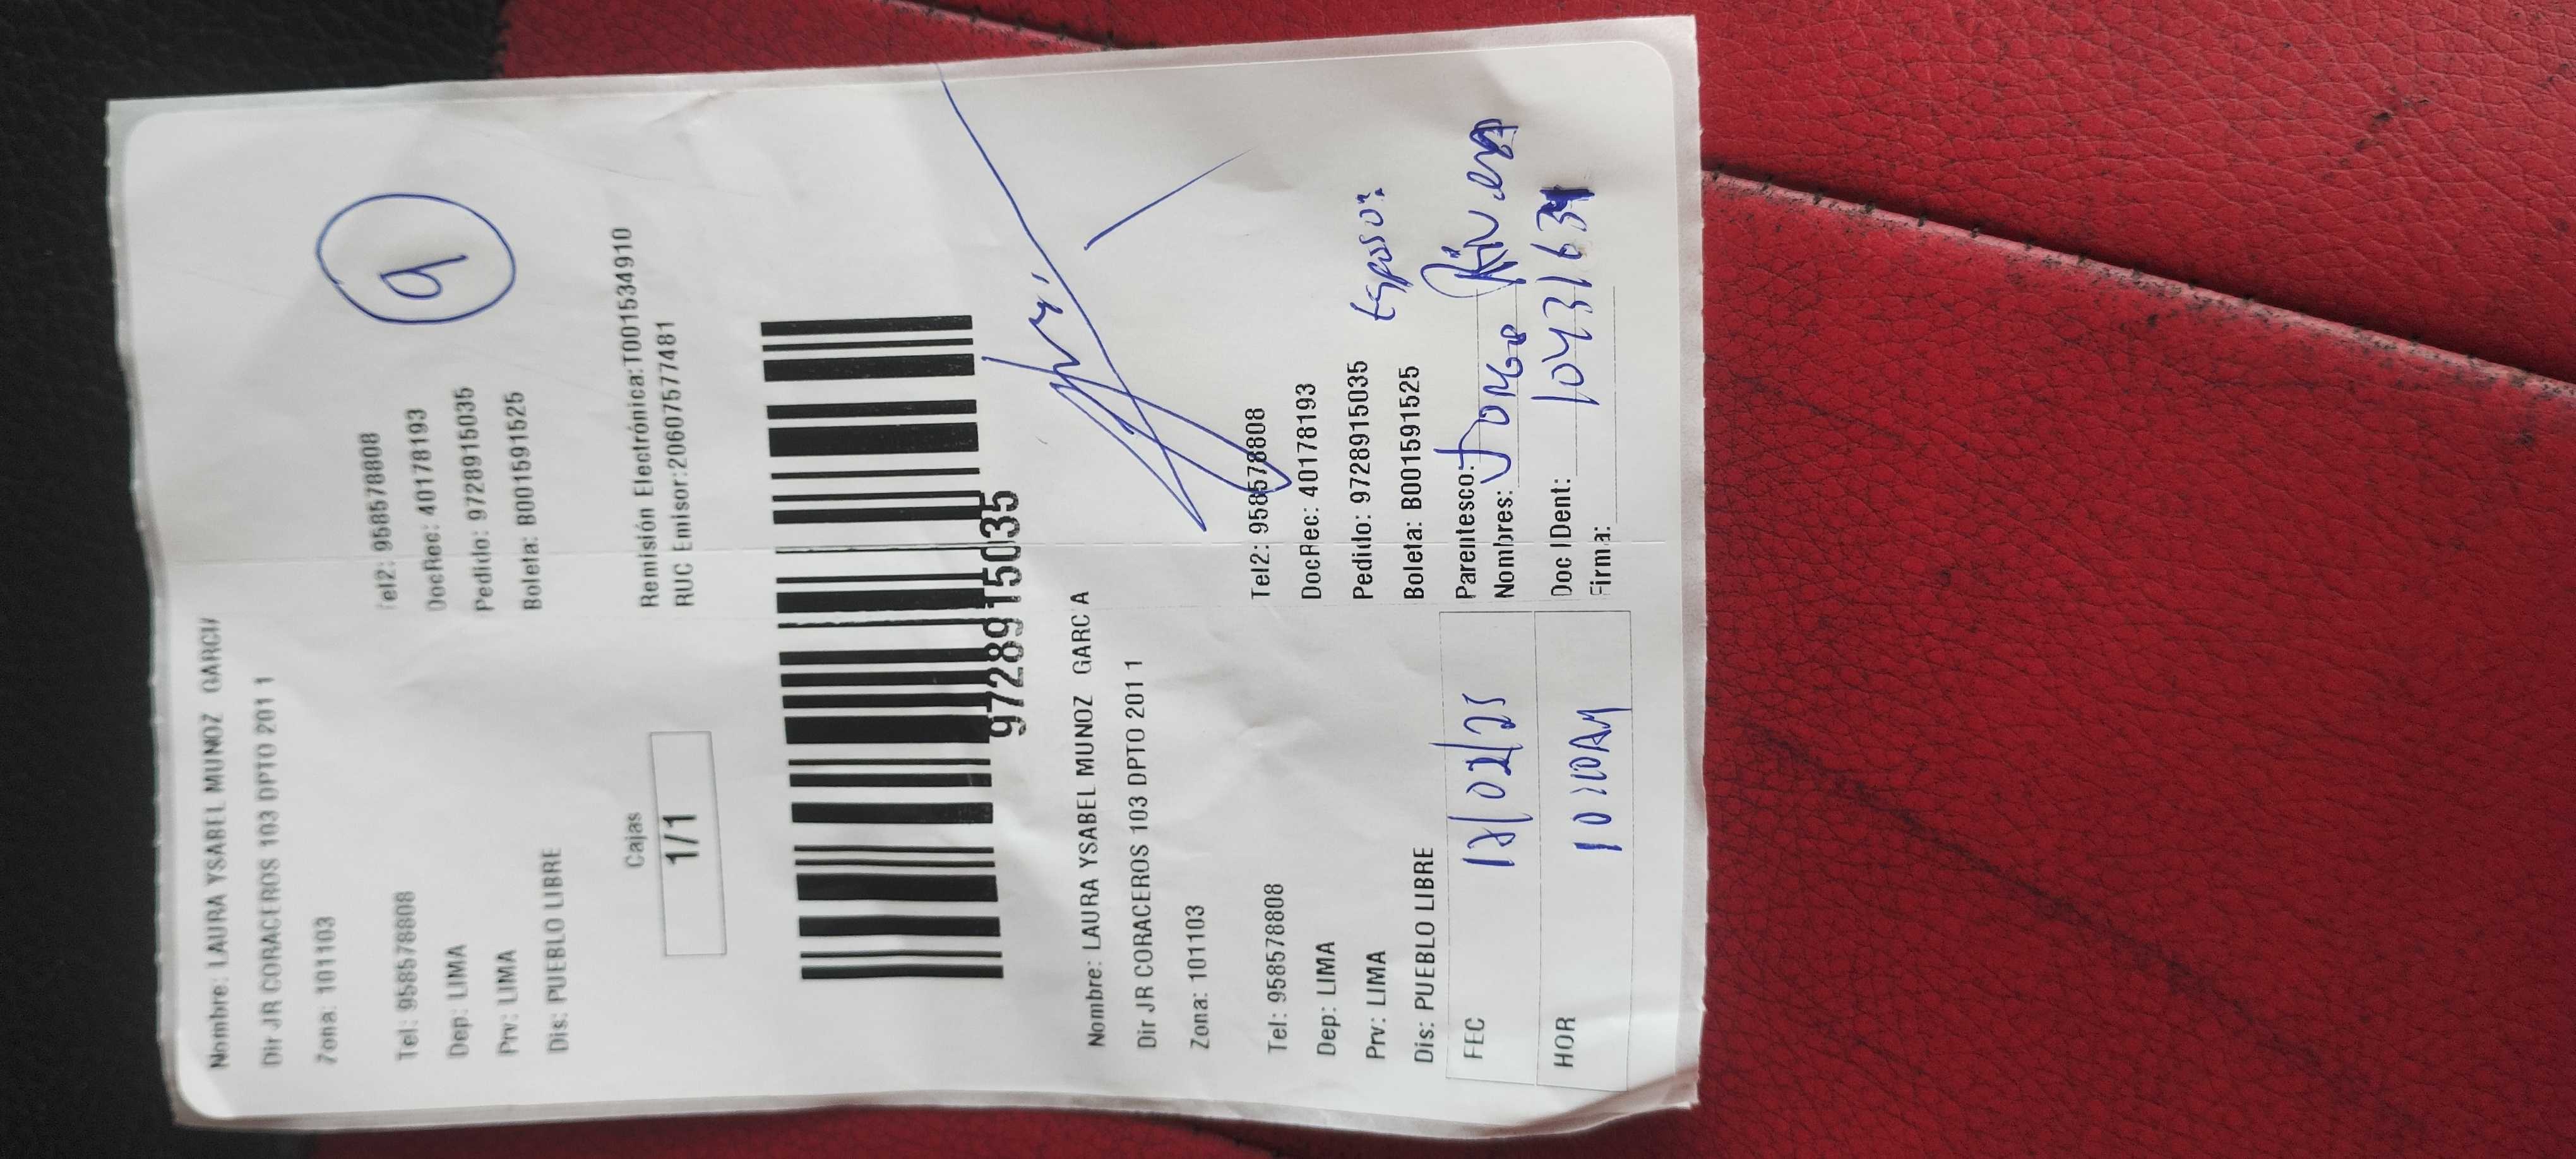 Nombre: LAURA YSABEL MUNOZ GARCI
Dir JR CORACEROS 103 DPTO 201 1
Zona: 101103
Tel: 958578808 Tel2: 958578808
Dep: LIMA DocRec: 40178193
Prv: LIMA Pedido: 9728915035
Dis: PUEBLO LIBRE Boleta: B001591525
9
Cajas
1/1
Remisión Electrónica:T001534910
RUC Emisor:20607577481
9728915035
Nombre: LAURA YSABEL MUNOZ GARCIA
Dir JR CORACEROS 103 DPTO 201 1
Zona: 101103
Tel: 958578808 Tel2: 958578808
Dep: LIMA DocRec: 40178193
Prv: LIMA Pedido: 9728915035
Dis: PUEBLO LIBRE Boleta: B001591525
Esposo
FEC 12/02/25 Parentesco:
Nombres: Jorge Rivera
HOR 10:10AM Doc IDent:
Firma: